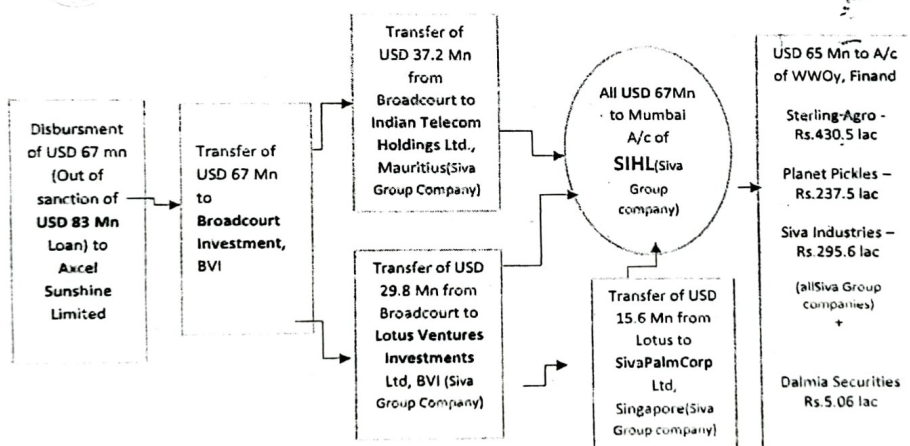 Disbursment
of USD 67 mn
(Out of
sanction of
USD 83 Mn
Loan) to
Axcel
Sunshine
Limited
Transfer of
USD 67 Mn
to
Broadcourt
Investment,
BVI
Transfer of
USD 37.2 Mn
from
Broadcourt to
Indian Telecom
Holdings Ltd.,
Mauritius(Siva
Group Company)
Transfer of USD
29.8 Mn from
Broadcourt to
Lotus Ventures
Investments
Ltd, BVI (Siva
Group Company)
All USD 67Mn
to Mumbai
A/c of
SIHL(Siva
Group
company)
Transfer of USD
15.6 Mn from
Lotus to
SivaPalmCorp
Ltd,
Singapore(Siva
Group company)
USD 65 Mn to A/c
of WWOy, Finand
Sterling-Agro -
Rs.430.5 lac
Planet Pickles –
Rs.237.5 lac
Siva Industries –
Rs.295.6 lac
(allSiva Group
companies)
+
Dalmia Securities
Rs.5.06 lac